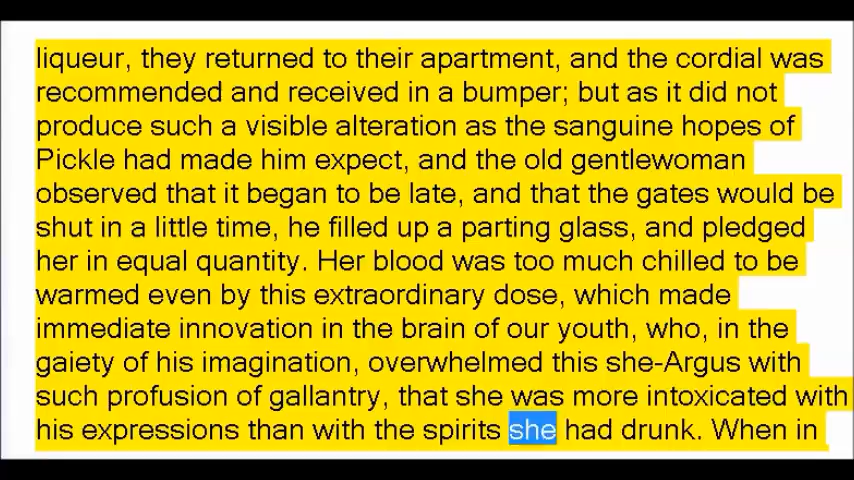 liqueur, they returned to their apartment, and the cordial was
recommended and received in a bumper; but as it did not
produce such a visible alteration as the sanguine hopes of
Pickle had made him expect, and the old gentlewoman
observed that it began to be late, and that the gates would be
shut in a little time, he filled up a parting glass, and pledged
her in equal quantity. Her blood was too much chilled to be
warmed even by this extraordinary dose, which made
immediate innovation in the brain of our youth, who, in the
gaiety of his imagination, overwhelmed this she-Argus with
such profusion of gallantry, that she was more intoxicated with
his expressions than with the spirits she had drunk. When in